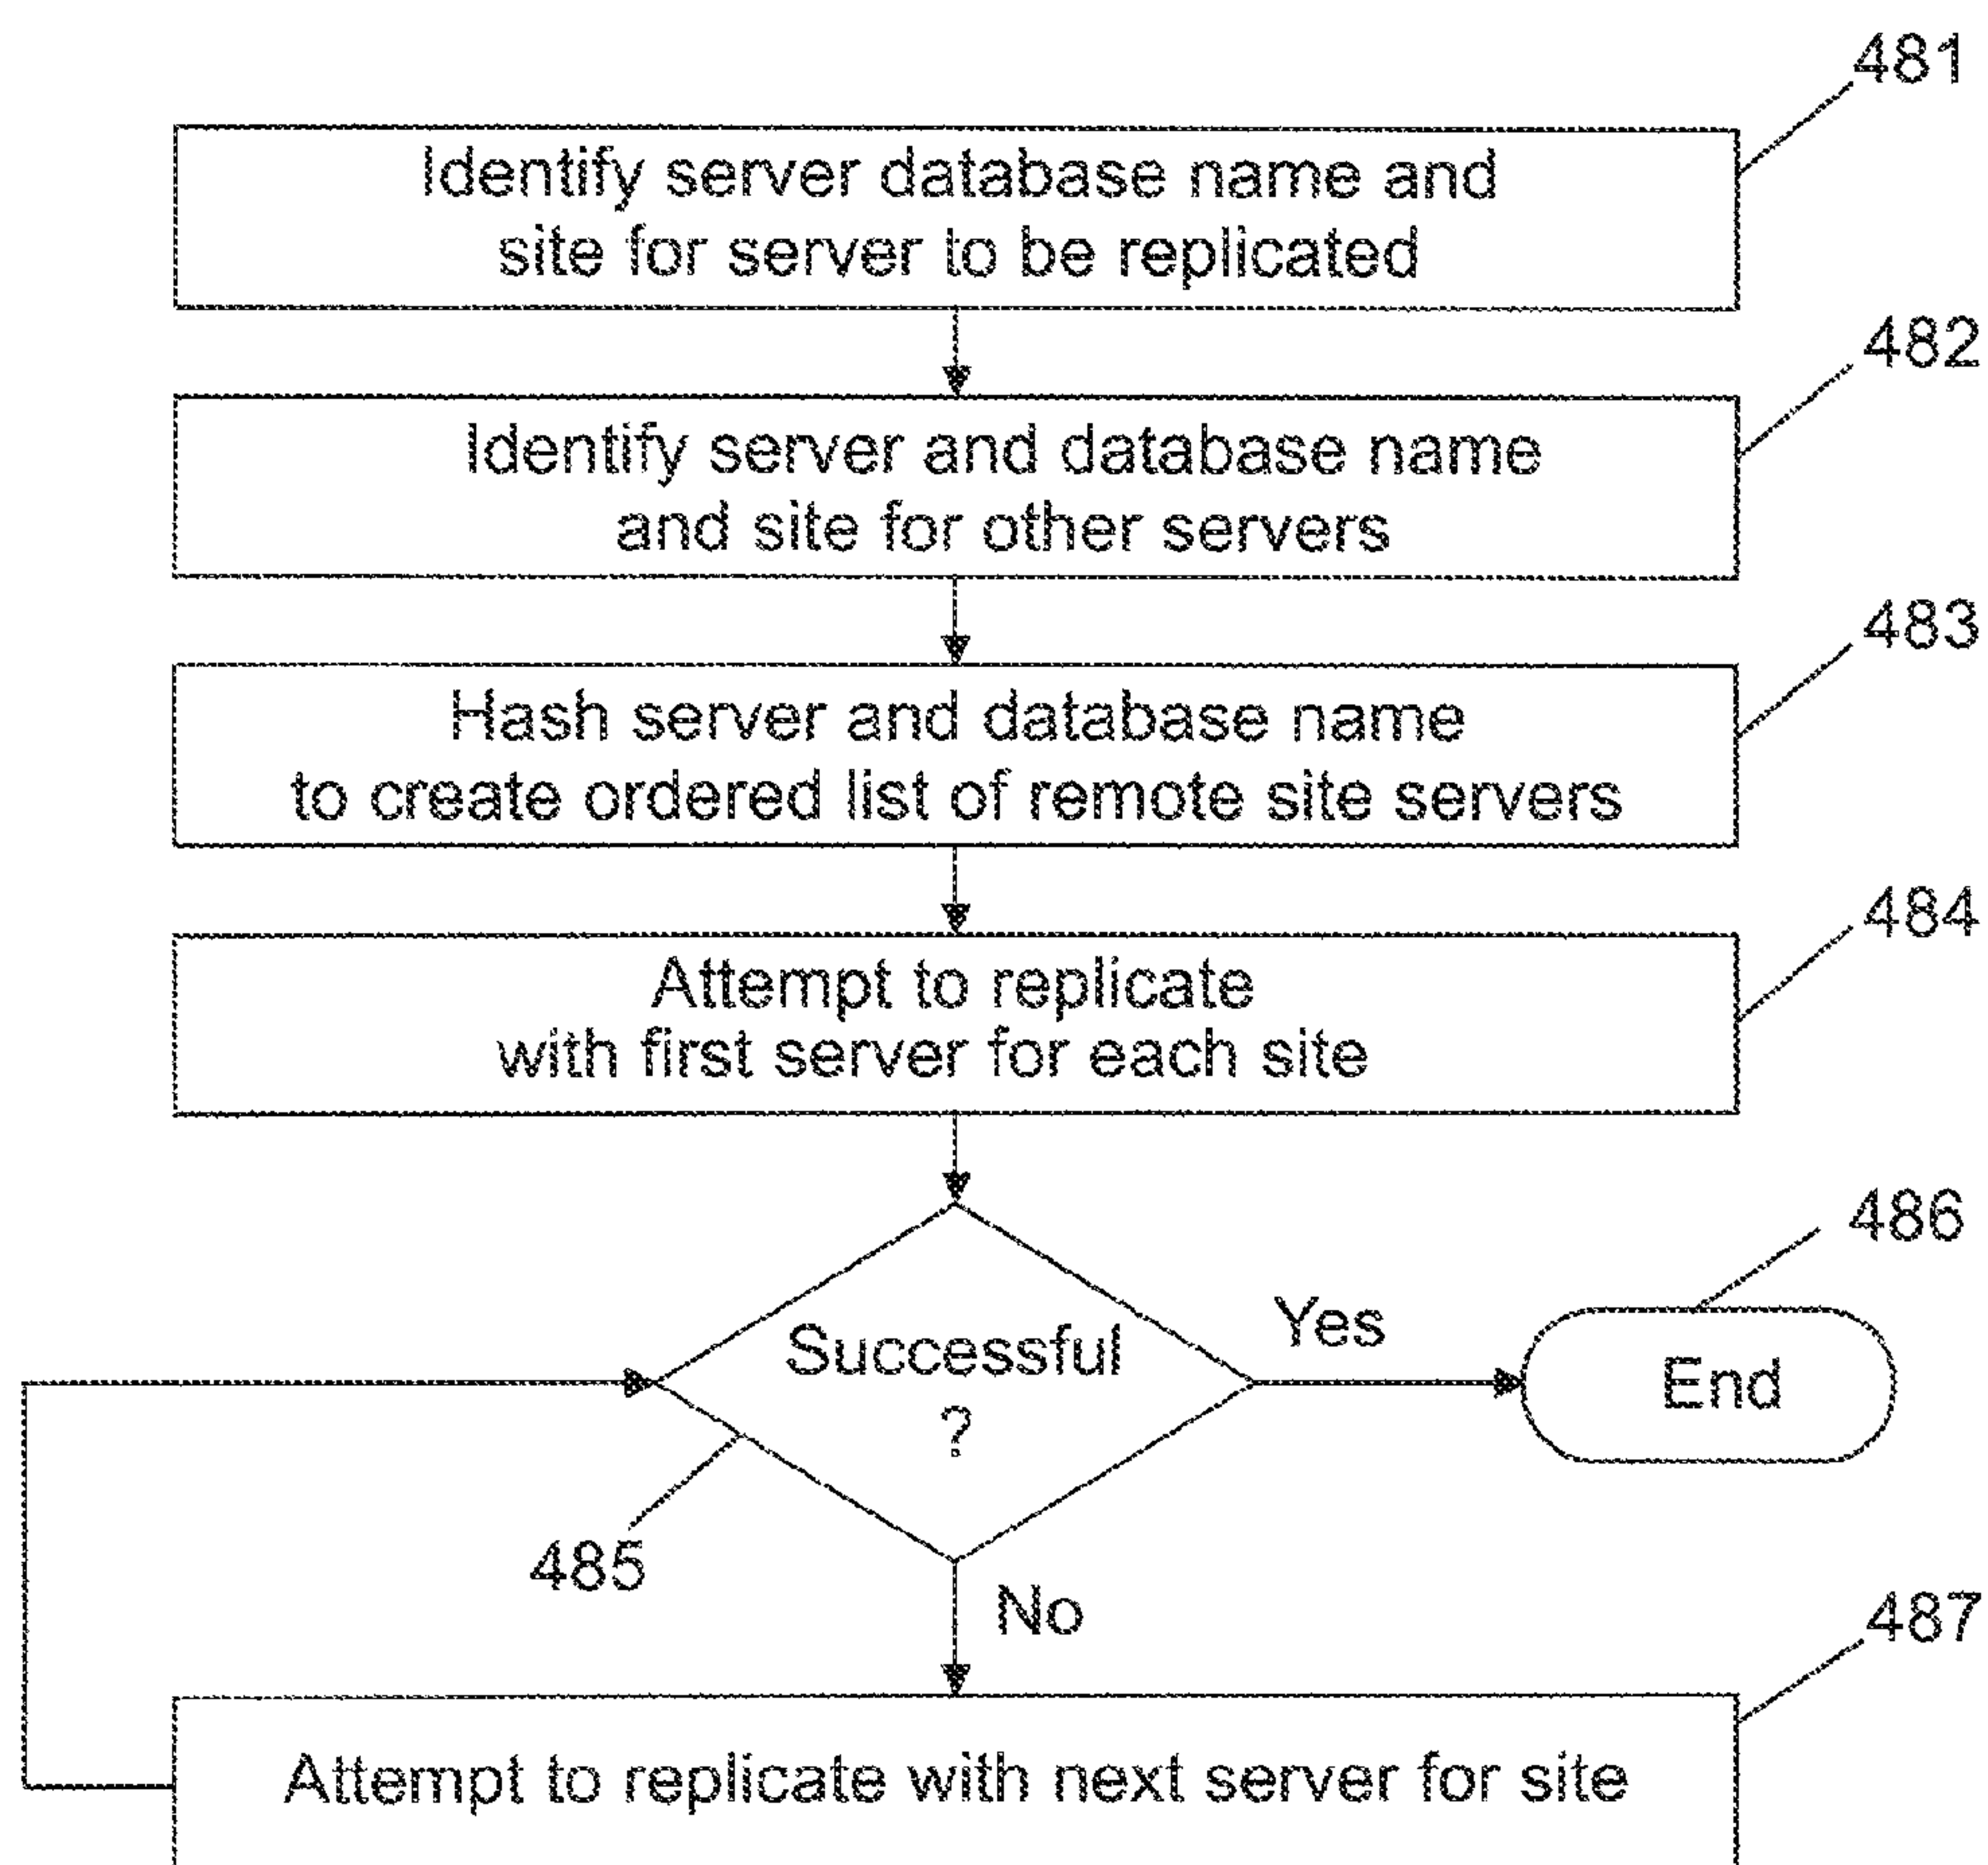 481
Identify server database name and
site for server to be replicated
482
Identify server and database name
and site for other servers
483
Hash server and database name
to create ordered list of remote site servers
484
Attempt to replicate
with first server for each site
486
Yes
Successful
?
End
485
No
487
Attempt to replicate with next server for site